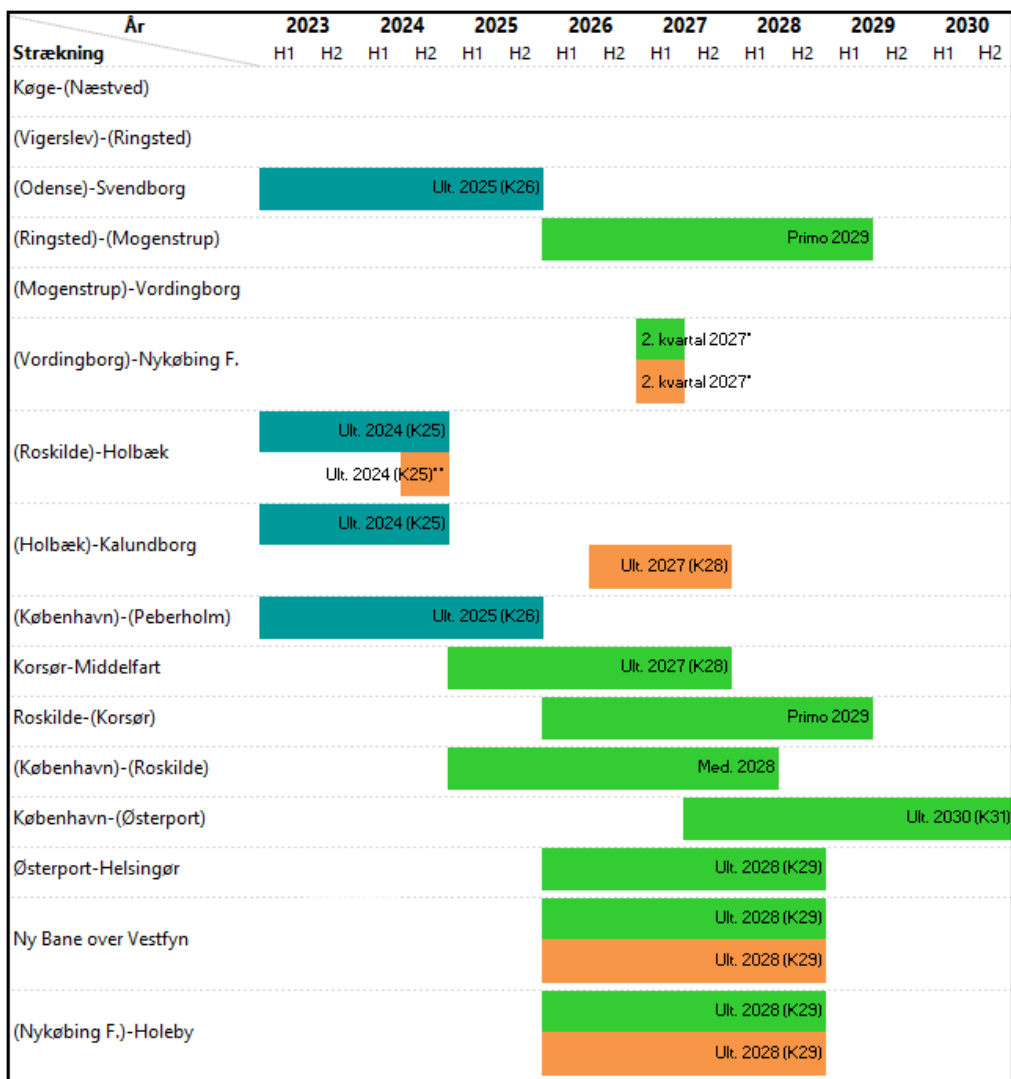 År 2023 2024 2025 2026 2027 2028 2029 2030
Strækning H1 H2 H1 H2 H1 H2 H1 H2 H1 H2 H1 H2 H1 H2 H1 H2
Køge-(Næstved)
(Vigerslev)-(Ringsted)
(Odense)-Svendborg Ult. 2025 (K26)
(Ringsted)-(Mogenstrup) Primo 2029
(Mogenstrup)-Vordingborg
(Vordingborg)-Nykøbing F.
2. kvartal 2027*
2. kvartal 2027*
(Roskilde)-Holbæk
Ult. 2024 (K25)
Ult. 2024 (K25)**
(Holbæk)-Kalundborg
Ult. 2024 (K25)
Ult. 2027 (K28)
(København)-(Peberholm) Ult. 2025 (K26)
Korsør-Middelfart Ult. 2027 (K28)
Roskilde-(Korsør) Primo 2029
(København)-(Roskilde) Med. 2028
København-(Østerport) Ult. 2030 (K31)
Østerport-Helsingør Ult. 2028 (K29)
Ny Bane over Vestfyn
Ult. 2028 (K29)
Ult. 2028 (K29)
(Nykøbing F.)-Holeby
Ult. 2028 (K29)
Ult. 2028 (K29)